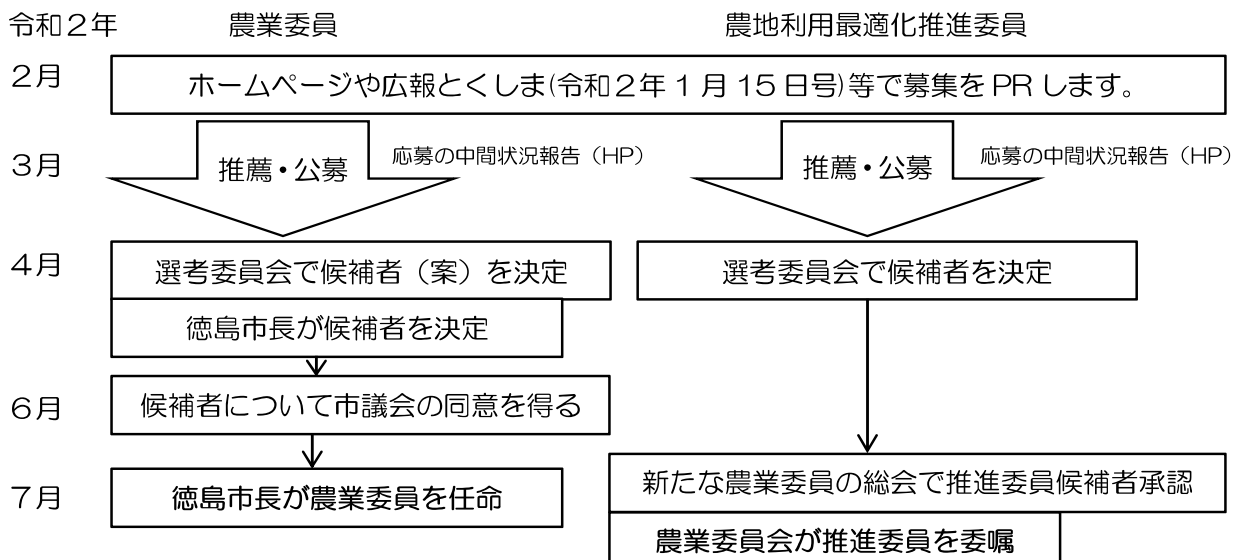 令和２年 農業委員 農地利用最適化推進委員
２月 ホームページや広報とくしま(令和２年 1 月 15 日号)等で募集を PR します。
３月 推薦・公募 応募の中間状況報告（HP） 推薦・公募 応募の中間状況報告（HP）
４月 選考委員会で候補者（案）を決定 選考委員会で候補者を決定
徳島市長が候補者を決定
６月 候補者について市議会の同意を得る
７月 徳島市長が農業委員を任命 新たな農業委員の総会で推進委員候補者承認
農業委員会が推進委員を委嘱